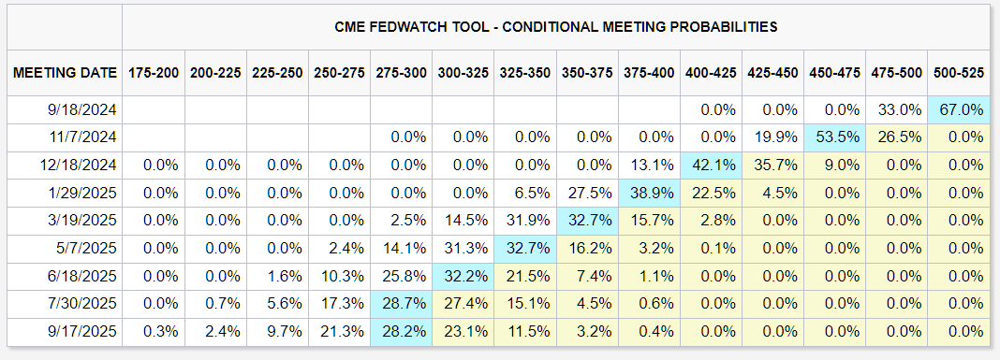 CME FEDWATCH TOOL - CONDITIONAL MEETING PROBABILITIES
MEETING DATE 175-200 200-225 225-250 250-275 275-300 300-325 325-350 350-375 375-400 400-425 425-450 450-475 475-500 500-525
9/18/2024 0.0% 0.0% 0.0% 33.0% 67.0%
11/7/2024 0.0% 0.0% 0.0% 0.0% 0.0% 0.0% 19.9% 53.5% 26.5% 0.0%
12/18/2024 0.0% 0.0% 0.0% 0.0% 0.0% 0.0% 0.0% 0.0% 13.1% 42.1% 35.7% 9.0% 0.0% 0.0%
1/29/2025 0.0% 0.0% 0.0% 0.0% 0.0% 0.0% 6.5% 27.5% 38.9% 22.5% 4.5% 0.0% 0.0% 0.0%
3/19/2025 0.0% 0.0% 0.0% 0.0% 2.5% 14.5% 31.9% 32.7% 15.7% 2.8% 0.0% 0.0% 0.0% 0.0%
5/7/2025 0.0% 0.0% 0.0% 2.4% 14.1% 31.3% 32.7% 16.2% 3.2% 0.1% 0.0% 0.0% 0.0% 0.0%
6/18/2025 0.0% 0.0% 1.6% 10.3% 25.8% 32.2% 21.5% 7.4% 1.1% 0.0% 0.0% 0.0% 0.0% 0.0%
7/30/2025 0.0% 0.7% 5.6% 17.3% 28.7% 27.4% 15.1% 4.5% 0.6% 0.0% 0.0% 0.0% 0.0% 0.0%
9/17/2025 0.3% 2.4% 9.7% 21.3% 28.2% 23.1% 11.5% 3.2% 0.4% 0.0% 0.0% 0.0% 0.0% 0.0%